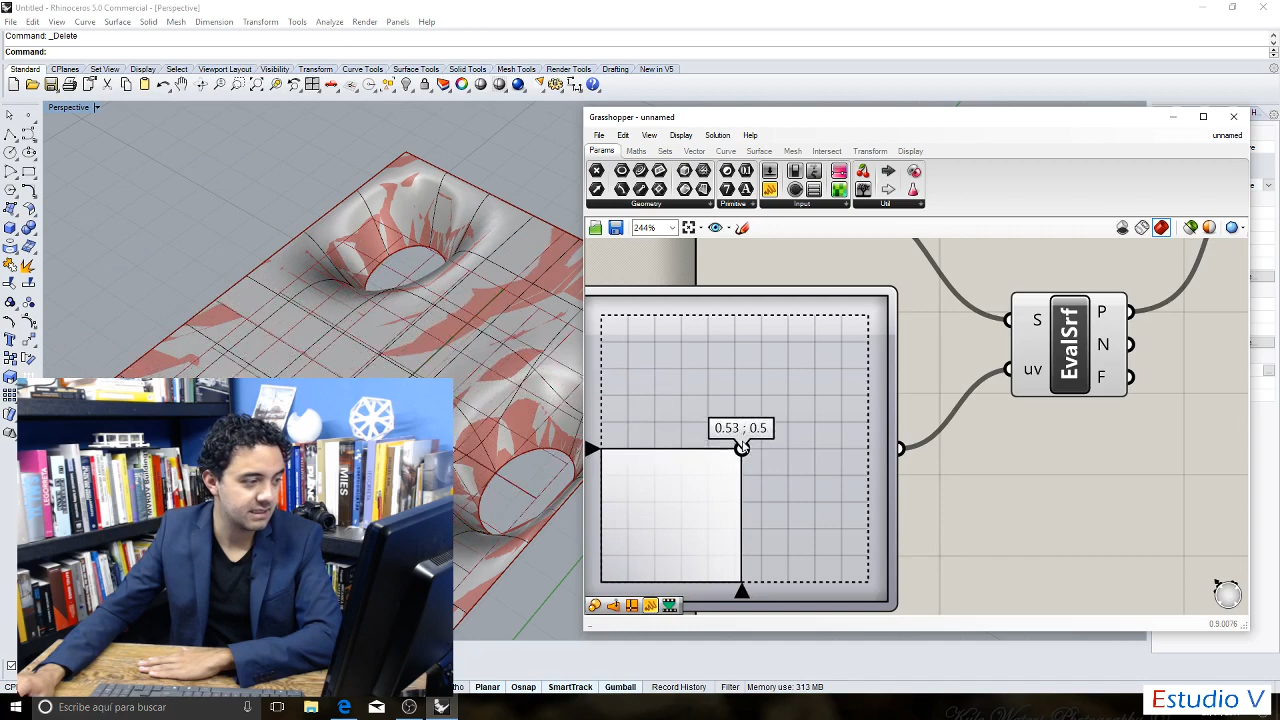 Untitled - Rhinoceros 5.0 Commercial - [Perspective]
File Edit View Curve Surface Solid Mesh Dimension Transform Tools Analyze Render Panels Help
Command: _Delete
Command:
Standard CPlanes Set View Display Select Viewport Layout Visibility Transform Curve Tools Surface Tools Solid Tools Mesh Tools Render Tools Drafting New in V5
Perspective
Grasshopper - unnamed
File Edit View Display Solution Help
unnamed
Params Maths Sets Vector Curve Surface Mesh Intersect Transform Display
Geometry Primitive Input Util
244%
0.53 ; 0.5
S
uv
EvalSrf
P
N
F
0.9.0076
MIES
Planar Osnap SmartTrack Gumball Record History Filter Memory use: 313 MB
Escribe aquí para buscar
Estudio V